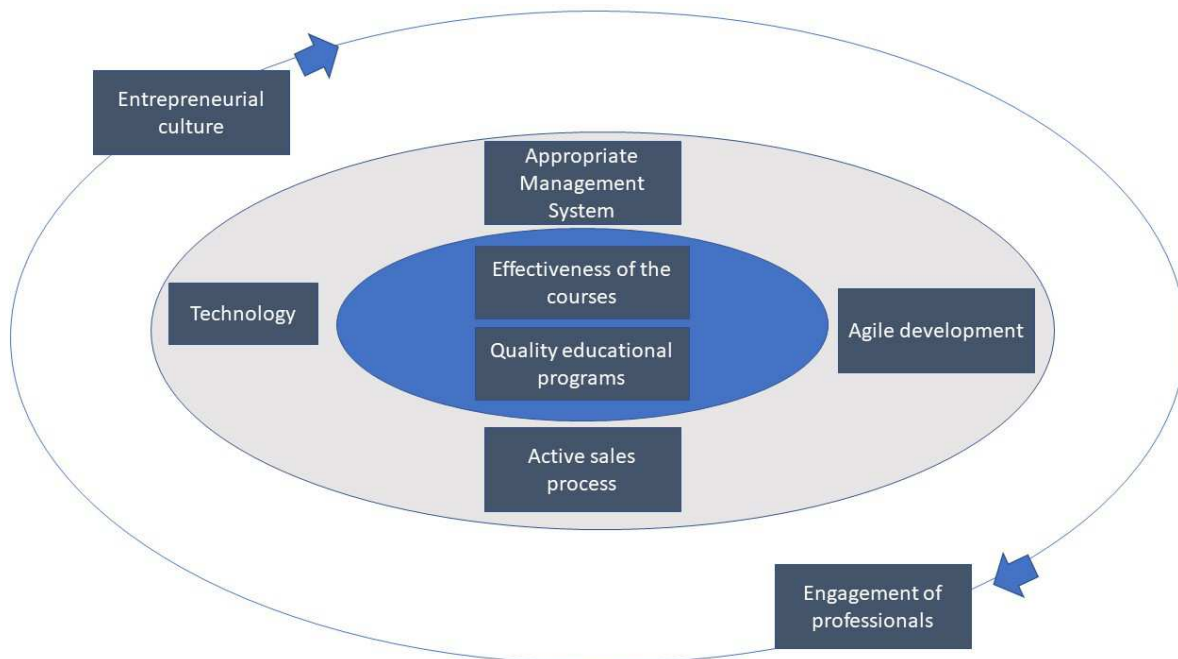 Entrepreneurial
culture
Appropriate
Management
System
Effectiveness of the
courses
Technology
Agile development
Quality educational
programs
Active sales
process
Engagement of
professionals